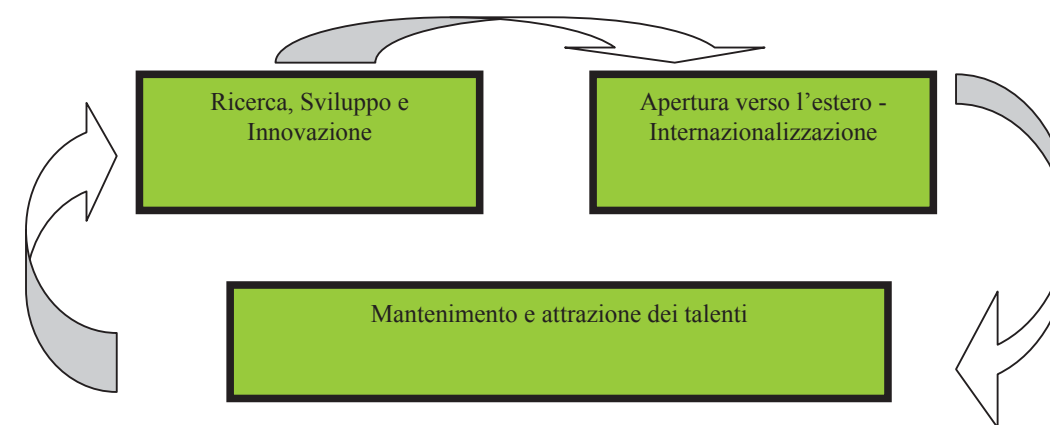 Ricerca, Sviluppo e
Innovazione
Apertura verso l’estero -
Internazionalizzazione
Mantenimento e attrazione dei talenti